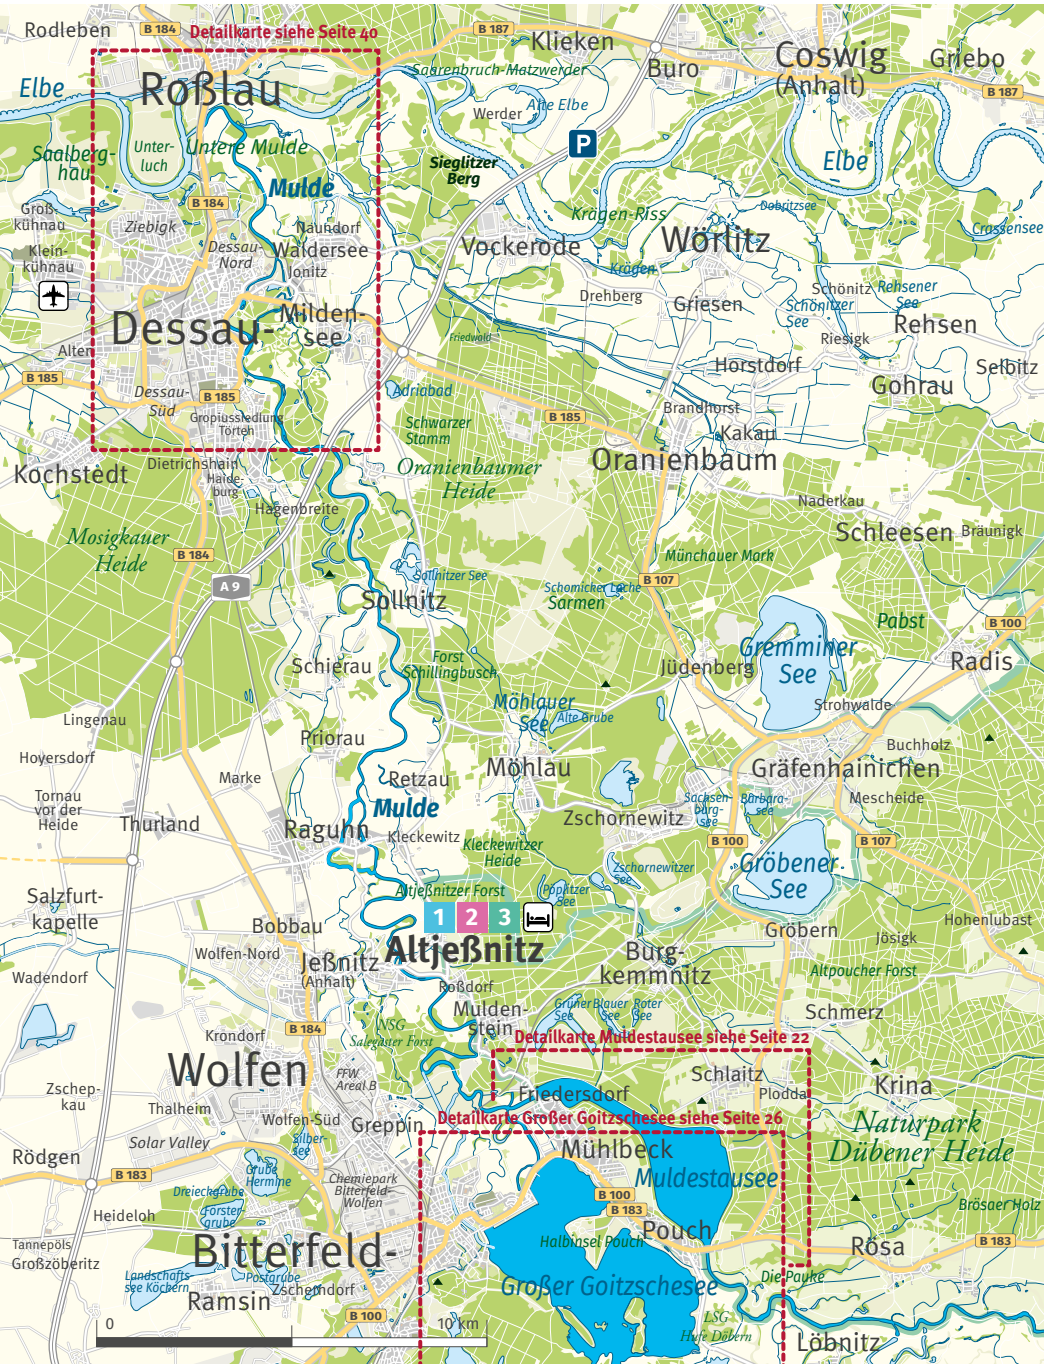 Rodleben
B 184
Detailkarte siehe Seite 40
B 187
Klieken
Buro
Coswig
(Anhalt)
Griebo
B 187
Elbe
Roßlau
Saarenbruch-Matzwerder
Alte Elbe
Werder
P
Saalberg-
hau
Unter-
luch
Untere Mulde
Mulde
Sieglitzer
Berg
Elbe
Groß-
kühnau
B 184
Ziebigk
Naundorf
Krägen-Riss
Dobritzsee
Crassensee
Klein-
kühnau
Dessau-
Nord
Waldersee
Jonitz
Vockerode
Wörlitz
Krägen
Drehberg
Griesen
Schönitz
Schönitzer
See
Rehsener
See
Dessau-
Milden-
see
Friedwald
Riesigk
Rehsen
Alten
Horstdorf
Selbitz
B 185
Dessau-
Süd
B 185
Adriabad
Gohrau
Gropiussiedlung
Törten
Schwarzer
Stamm
B 185
Brandhorst
Kakau
Kochstedt
Dietrichshain
Haide-
burg
Oranienbaumer
Heide
Oranienbaum
Hagenbreite
Naderkau
Mosigkauer
Heide
B 184
Schleesen
Bräunigk
Münchauer Mark
A 9
Sollnitzer See
Schomicker Lache
Sarmen
B 107
Sollnitz
Pabst
B 100
Gremminer
See
Schierau
Forst
Schillingbusch
Jüdenberg
Radis
Lingenau
Möhlauer
See
Alte Grube
Strohwalde
Priorau
Buchholz
Hoyersdorf
Marke
Retzau
Möhlau
Gräfenhainichen
Tornau
vor der
Heide
Mulde
Sachsen-
burg-
see
Barbara-
see
Mescheide
Thurland
Raguhn
Kleckewitz
Zschornewitz
Kleckewitzer
Heide
B 100
B 107
Zschornewitzer
See
Gröbener
See
Salzfurt-
kapelle
Altjeßnitzer Forst
Pöplitzer
See
1 2 3
Bobbau
Hohenlubast
Gröbern
Jösigk
Wolfen-Nord
Jeßnitz
(Anhalt)
Altjeßnitz
Burg-
kemmnitz
Wadendorf
Altpoucher Forst
Roßdorf
Mulden-
stein
Grüner
See
Blauer
See
Roter
See
Schmerz
Krondorf
B 184
NSG
Salegaster Forst
Detailkarte Muldestausee siehe Seite 22
Wolfen
FFW
Areal B
Schlaitz
Krina
Zschep-
kau
Friedersdorf
Plodda
Thalheim
Wolfen-Süd
Greppin
Detailkarte Großer Goitzschesee siehe Seite 26
Naturpark
Dübener Heide
Solar Valley
Silber-
see
Mühlbeck
Rödgen
B 183
Grube
Hermine
Chemiepark
Bitterfeld-
Wolfen
Muldestausee
Dreieckgrube
B 100
Heideloh
Förster-
grube
B 183
Brösaer Holz
Tannepöls
Pouch
Großzöberitz
Bitterfeld-
Halbinsel Pouch
Rösa
B 183
Landschafts-
see Köckern
Postgrube
Zscherndorf
Großer Goitzschesee
Die Pauke
Ramsin
B 100
0
10 km
LSG
Hufe Döbern
Löbnitz